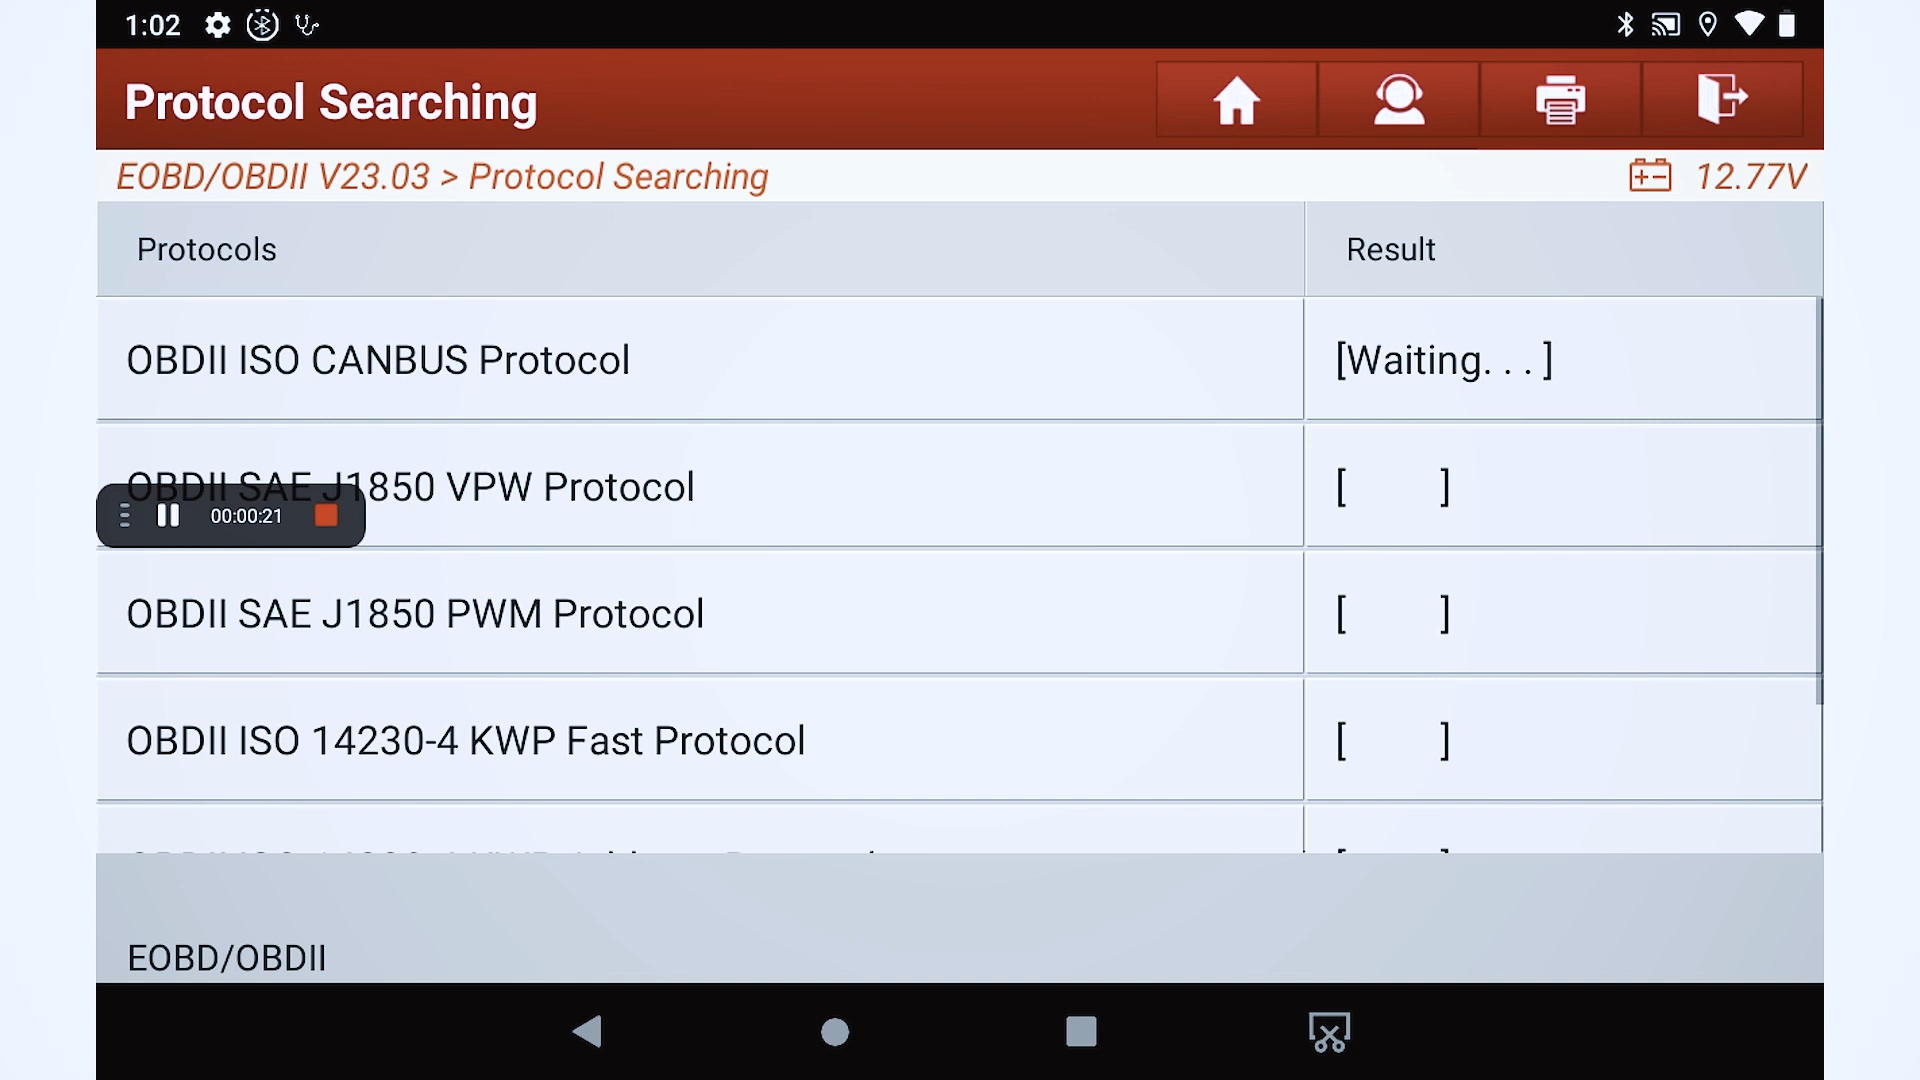 1:02
Protocol Searching
EOBD/OBDII V23.03 > Protocol Searching
12.77V
Protocols
Result
OBDII ISO CANBUS Protocol
[Waiting. . . ]
OBDII SAE J1850 VPW Protocol
[ ]
00:00:21
OBDII SAE J1850 PWM Protocol
[ ]
OBDII ISO 14230-4 KWP Fast Protocol
[ ]
EOBD/OBDII